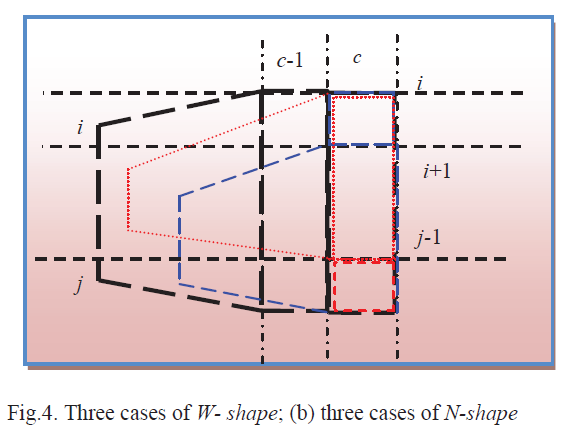 c-1
c
i
i
i+1
j-1
j
Fig.4. Three cases of W- shape; (b) three cases of N-shape